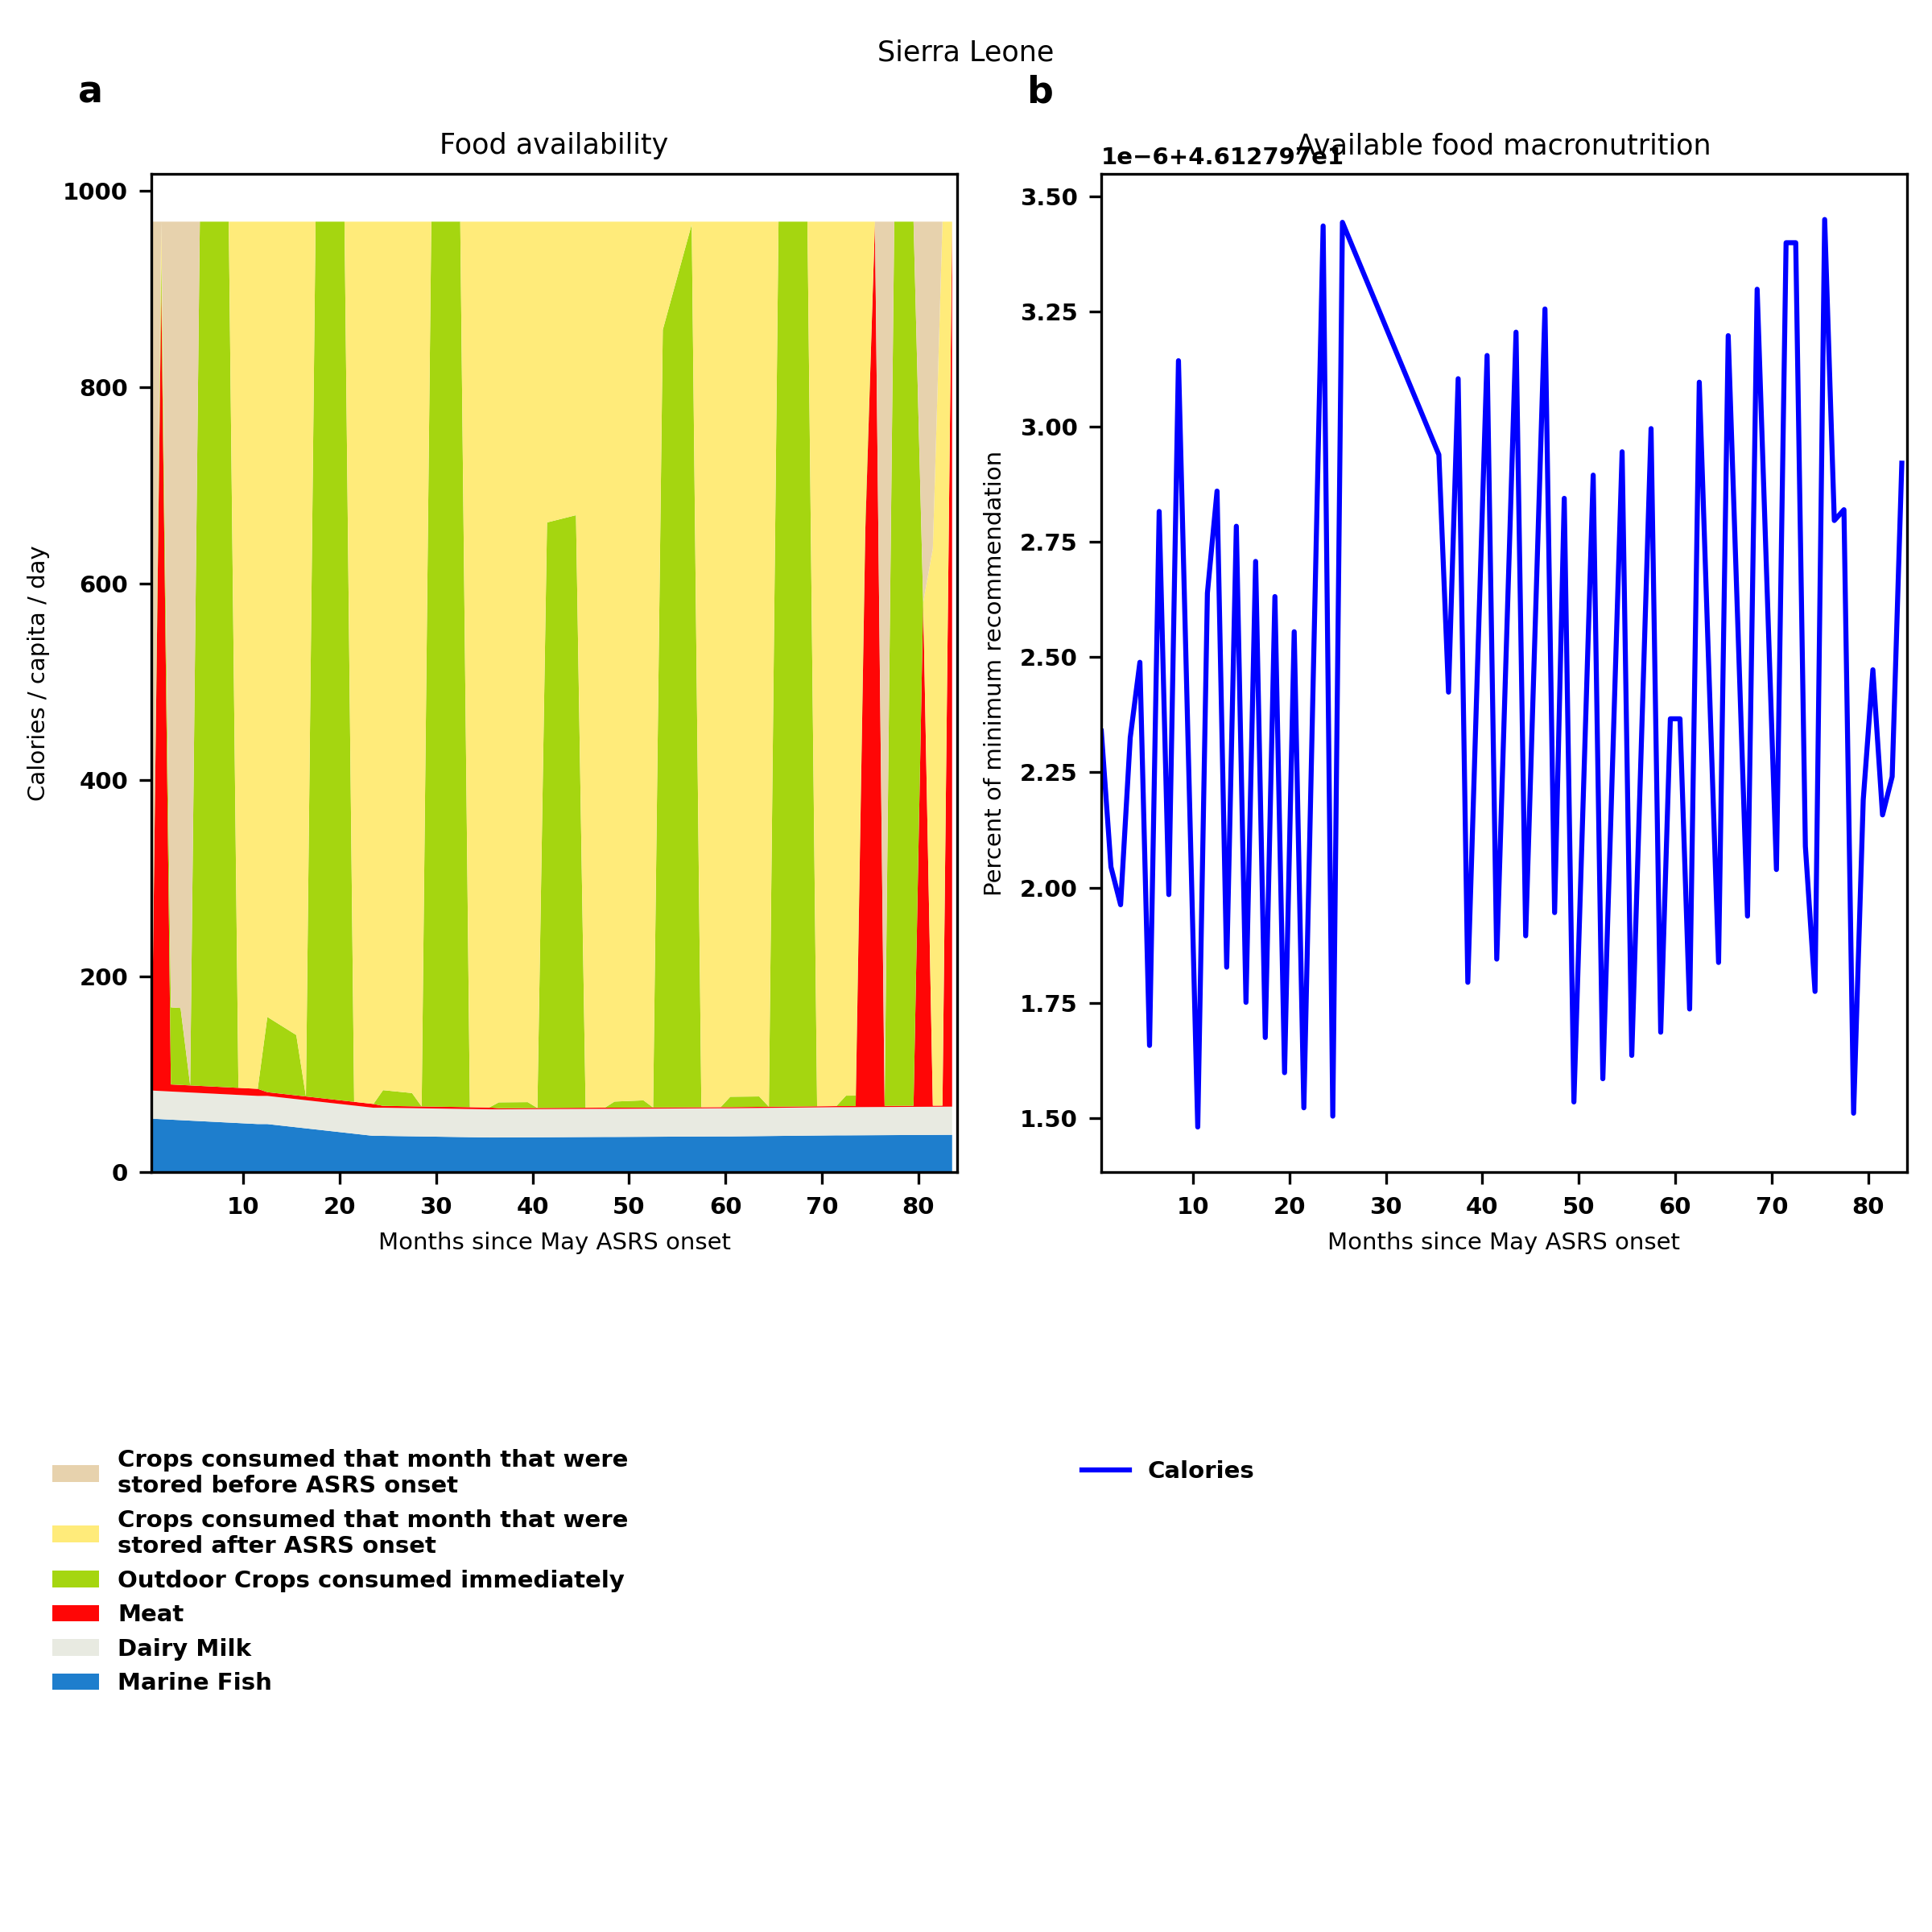 Sierra Leone
a
b
Food availability
Available food macronutrition
1e−6+4.612797e1
1000
800
600
400
200
0
Calories / capita / day
10 20 30 40 50 60 70 80
Months since May ASRS onset
3.50
3.25
3.00
2.75
2.50
2.25
2.00
1.75
1.50
Percent of minimum recommendation
10 20 30 40 50 60 70 80
Months since May ASRS onset
Crops consumed that month that were
stored before ASRS onset
Crops consumed that month that were
stored after ASRS onset
Outdoor Crops consumed immediately
Meat
Dairy Milk
Marine Fish
Calories